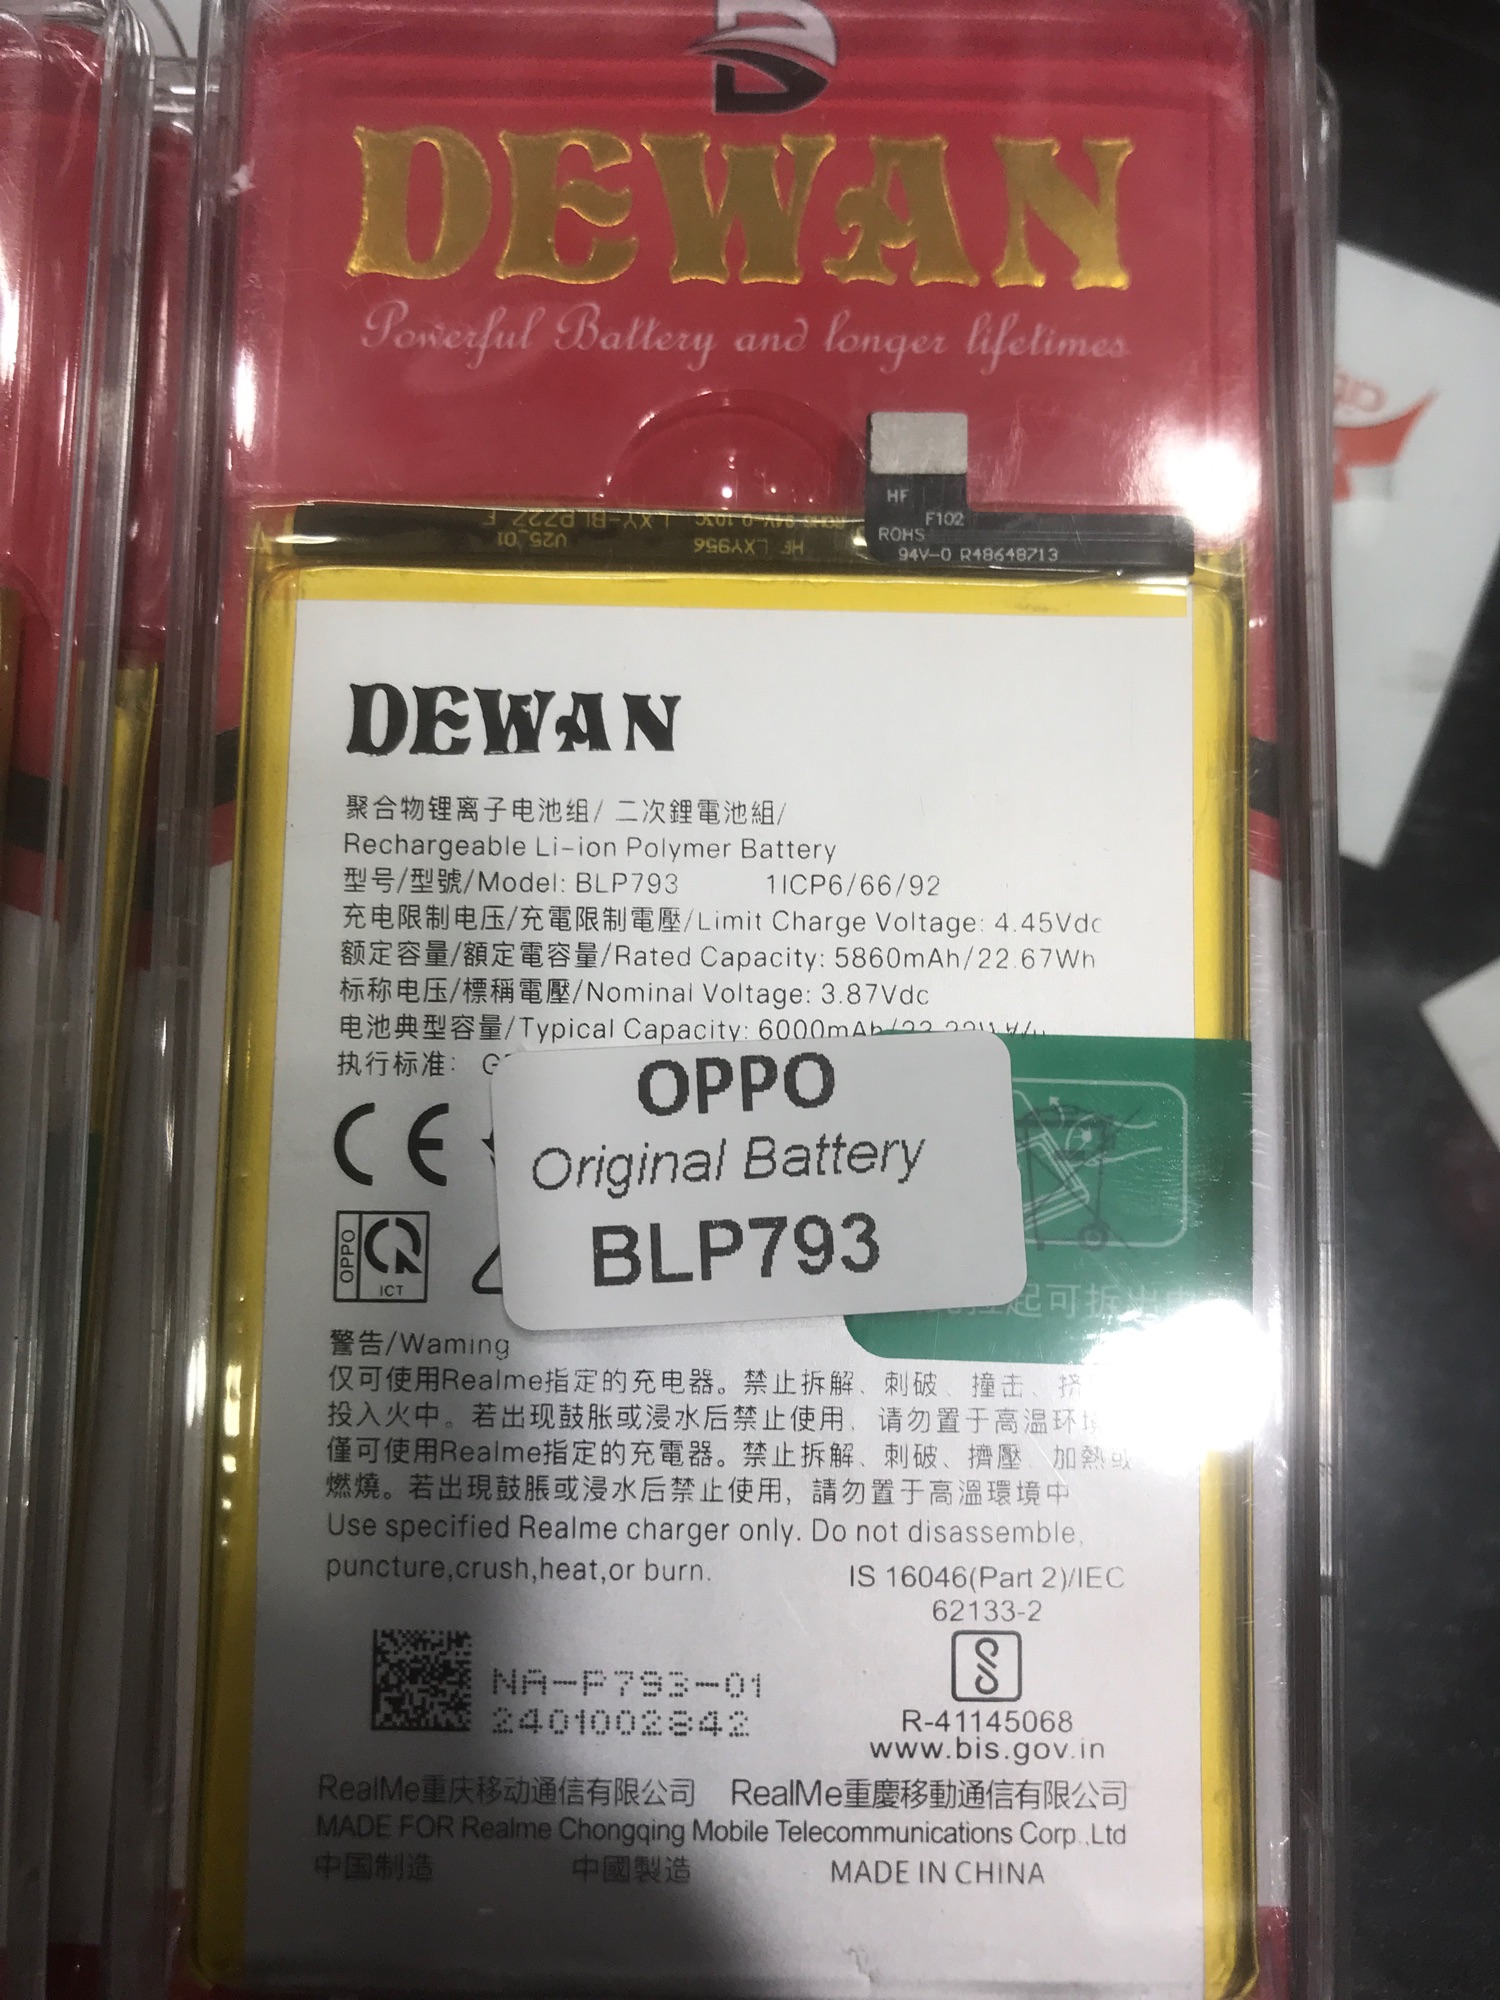 DEWAN
Powerful Battery and longer lifetimes
HF
F102
ROHS
94V-0 R48648713
LXY-BLP722
V25_01
HF LXY956
DEWAN
聚合物锂离子电池组/ 二次鋰電池組/
Rechargeable Li-ion Polymer Battery
型号/型號/Model: BLP793 1ICP6/66/92
充电限制电压/充電限制電壓/Limit Charge Voltage: 4.45Vdc
额定容量/額定電容量/Rated Capacity: 5860mAh/22.67Wh
标称电压/標稱電壓/Nominal Voltage: 3.87Vdc
电池典型容量/Typical Capacity: 6000mAh
执行标准:
OPPO
Original Battery
BLP793
CE
OPPO
ICT
起可拆出
警告/Waming
仅可使用Realme指定的充电器。禁止拆解、刺破、撞击、挤
投入火中。若出现鼓胀或浸水后禁止使用、请勿置于高温环境
僅可使用Realme指定的充電器。禁止拆解、刺破、擠壓 加熱或
燃燒。若出現鼓脹或浸水后禁止使用, 請勿置于高溫環境中
Use specified Realme charger only. Do not disassemble,
puncture,crush,heat,or burn.
IS 16046(Part 2)/IEC
62133-2
NA-P793-01
2401002842
R-41145068
www.bis.gov.in
RealMe重庆移动通信有限公司 RealMe重慶移動通信有限公司
MADE FOR Realme Chongqing Mobile Telecommunications Corp.,Ltd
中国制造 中國製造 MADE IN CHINA